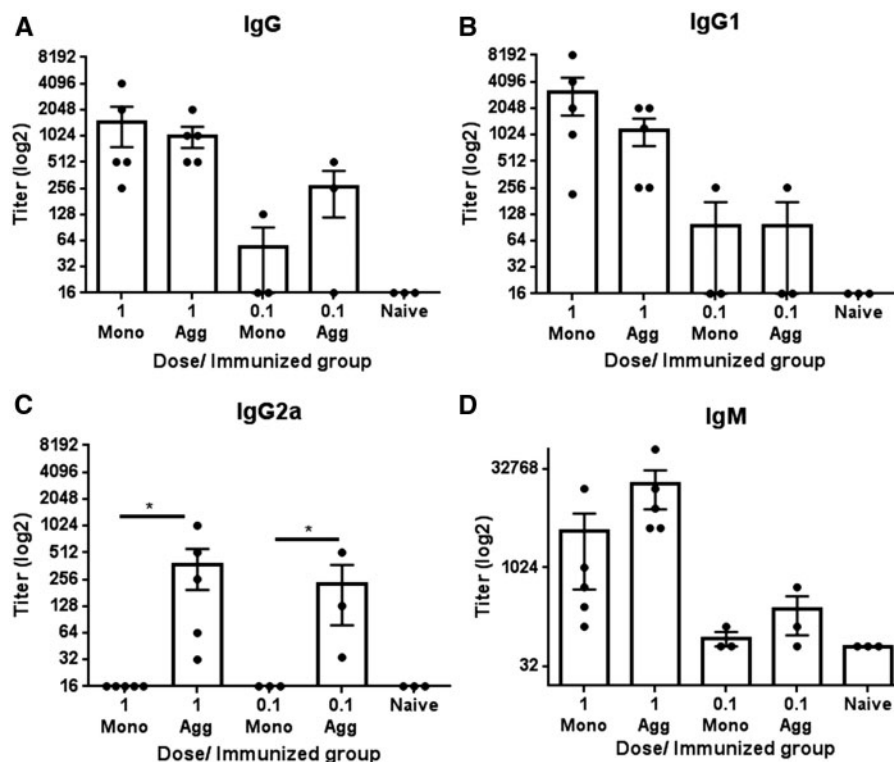 A
IgG
Titer (log2)
8192
4096
2048
1024
512
256
128
64
32
16
1 1 0.1 0.1 Naive
Mono Agg Mono Agg
Dose/ Immunized group
B
IgG1
Titer (log2)
8192
4096
2048
1024
512
256
128
64
32
16
1 1 0.1 0.1 Naive
Mono Agg Mono Agg
Dose/ Immunized group
C
IgG2a
Titer (log2)
8192
4096
2048
1024
512
256
128
64
32
16
* *
1 1 0.1 0.1 Naive
Mono Agg Mono Agg
Dose/ Immunized group
D
IgM
Titer (log2)
32768
1024
32
1 1 0.1 0.1 Naive
Mono Agg Mono Agg
Dose/ Immunized group